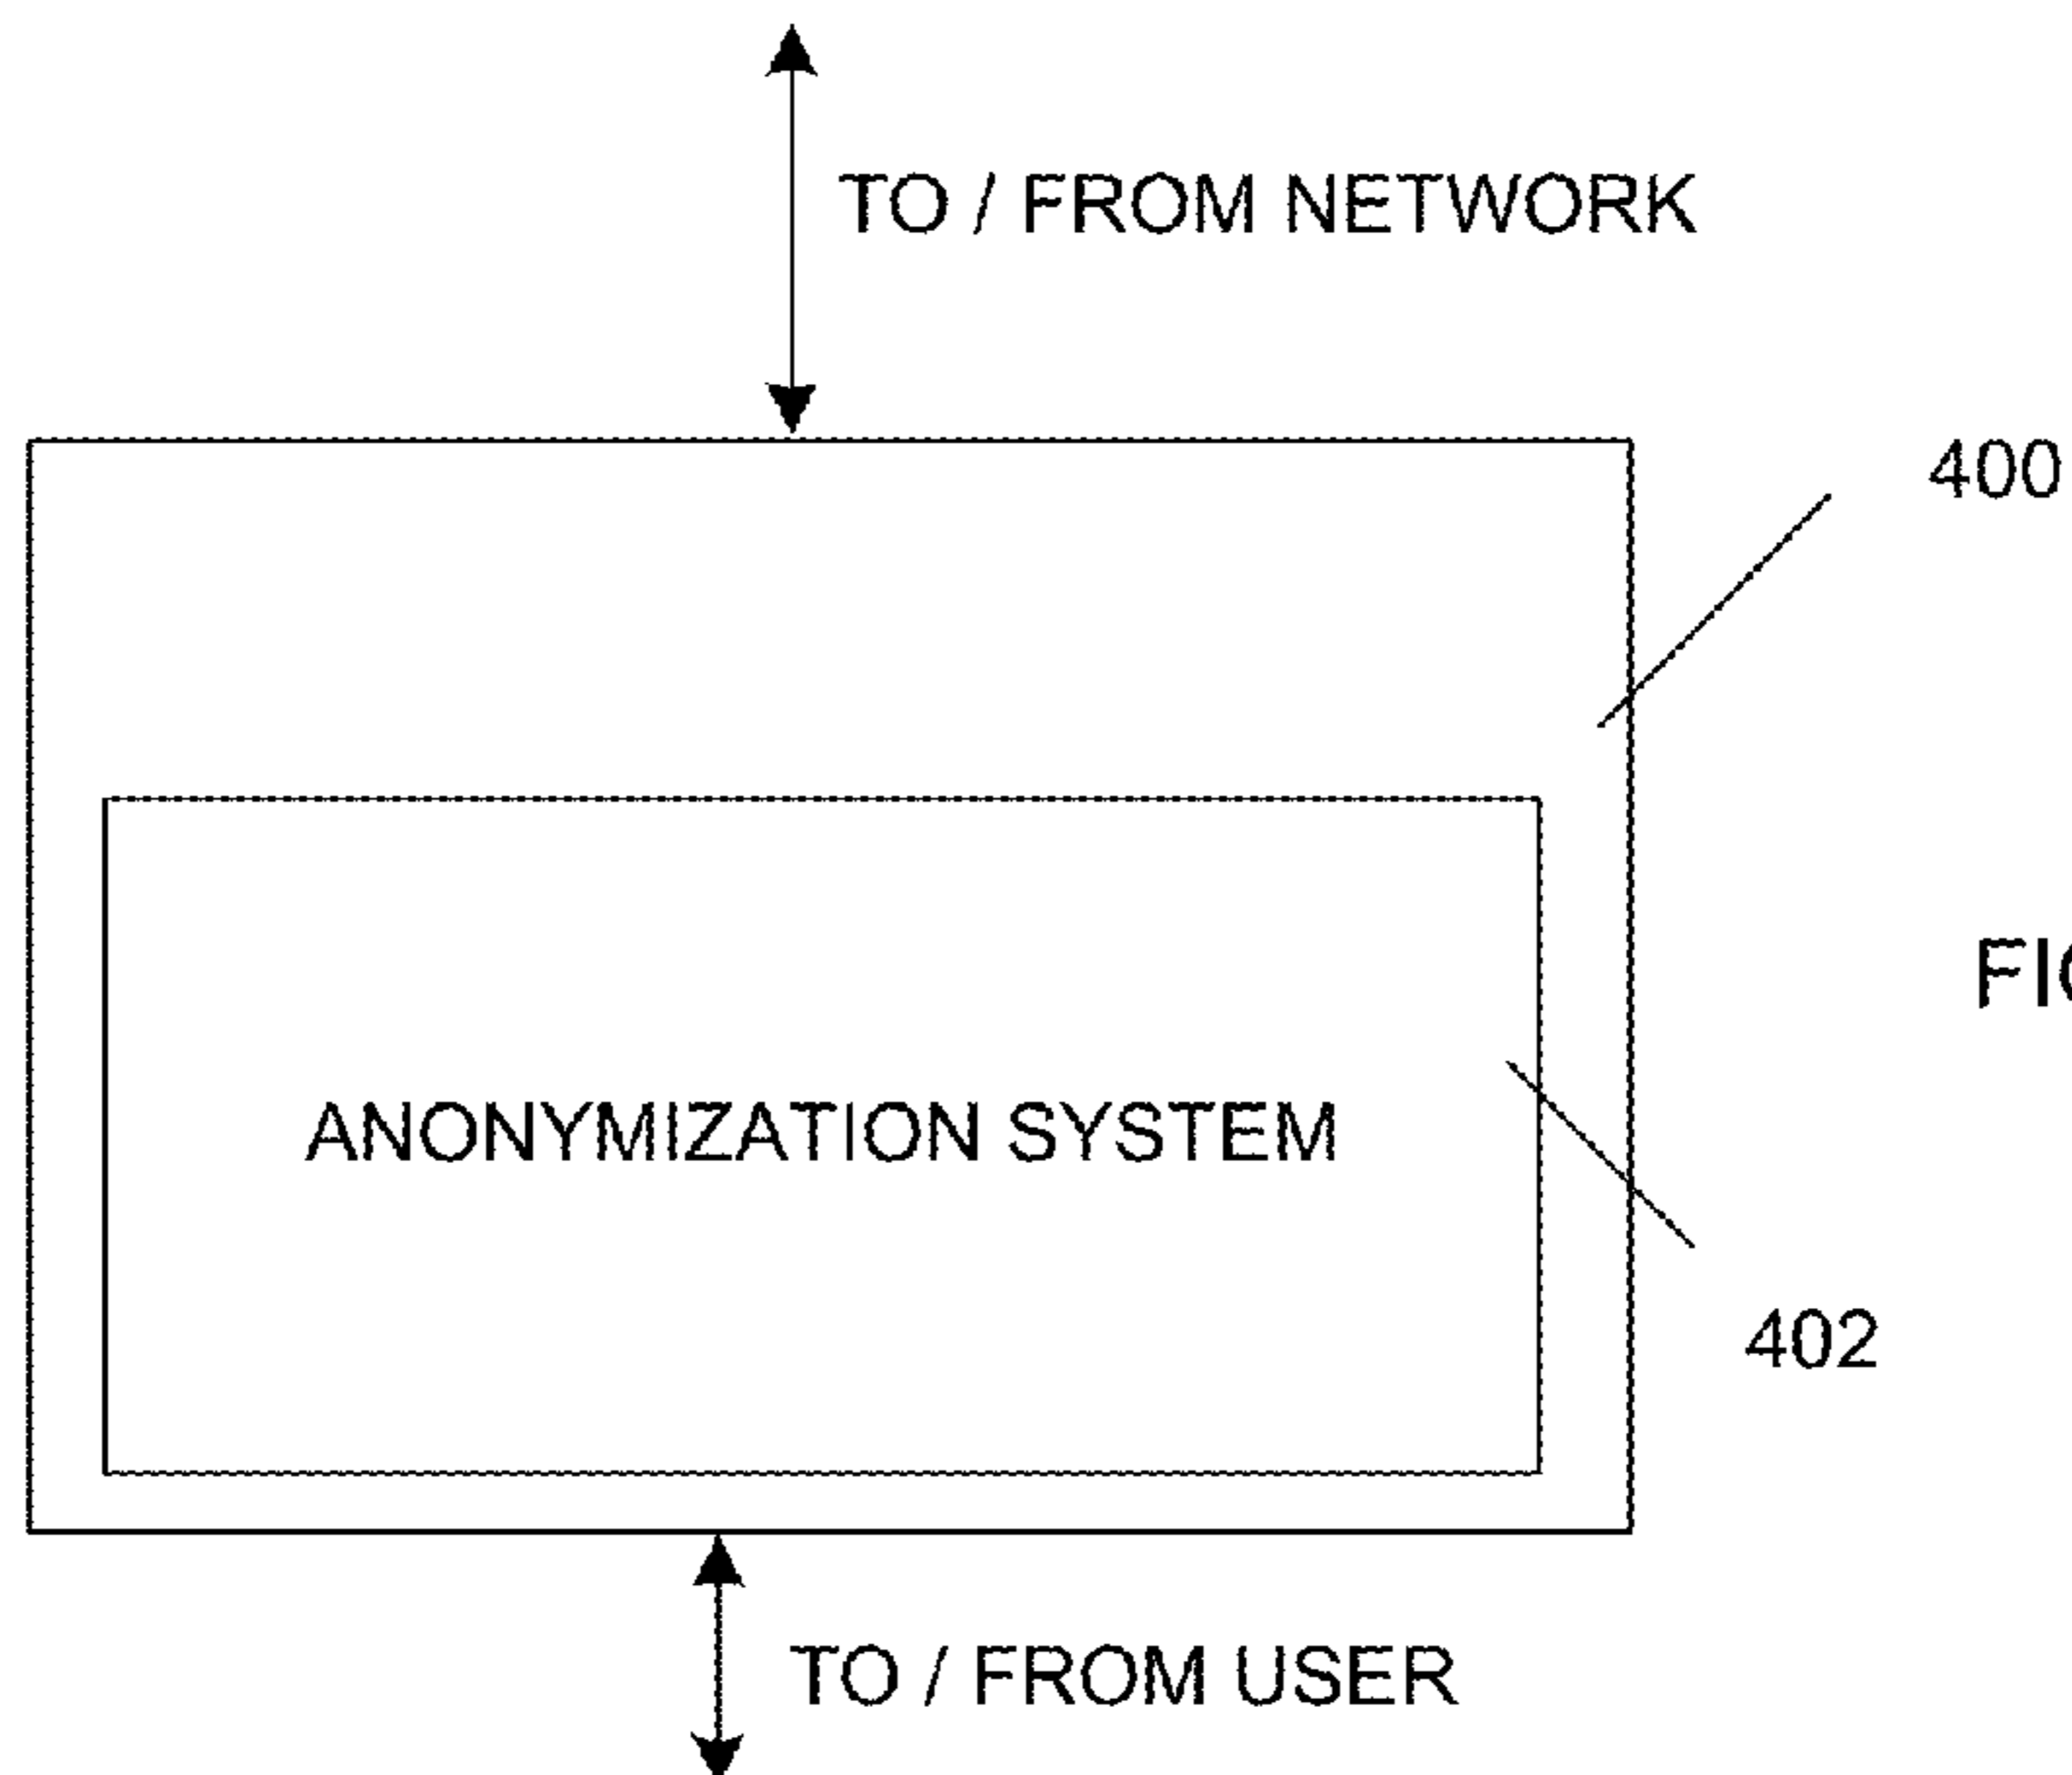 TO / FROM NETWORK
400
ANONYMIZATION SYSTEM
402
TO / FROM USER